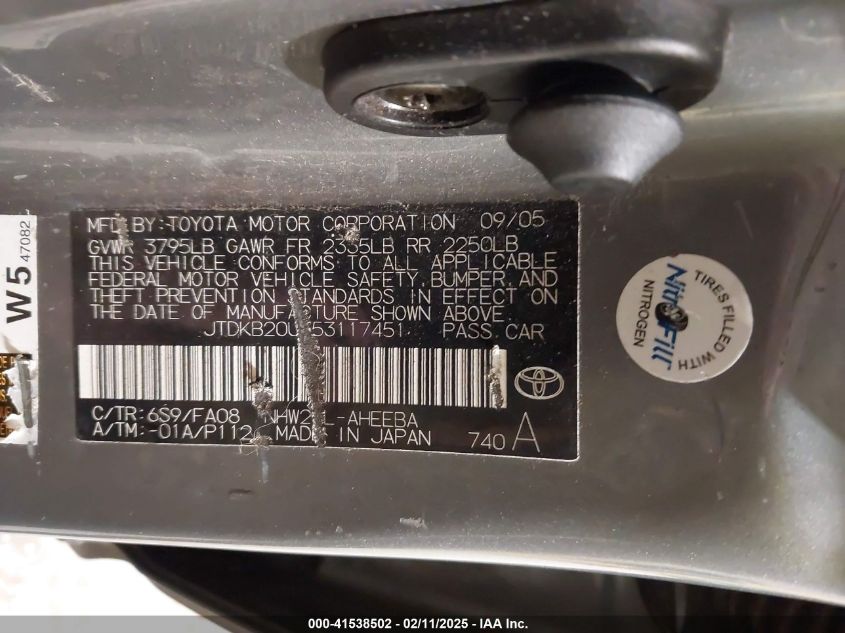 MFD BY: TOYOTA MOTOR CORPORATION 09/05
GVWR 3795LB GAWR FR 2335LB RR 2250LB
THIS VEHICLE CONFORMS TO ALL APPLICABLE
FEDERAL MOTOR VEHICLE SAFETY, BUMPER, AND
THEFT PREVENTION STANDARDS IN EFFECT ON
THE DATE OF MANUFACTURE SHOWN ABOVE.
PASS. CAR
C/TR: 6S9/FA08
A/TM: -01A/P112 MADE IN JAPAN 740 A
W5 47082
TIRES FILLED WITH
NitroFill
NITROGEN
000-41538502 - 02/11/2025 - IAA Inc.